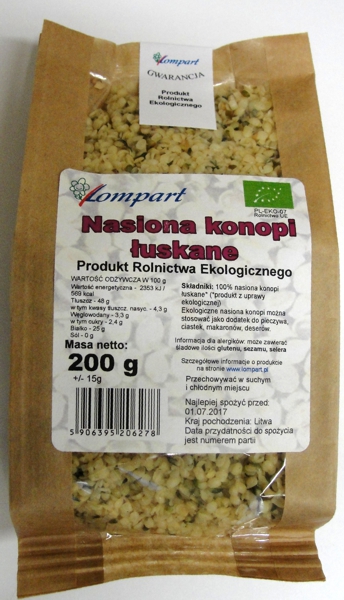 Lompart
GWARANCJA
Produkt
Rolnictwa
Ekologicznego
Lompart
PL-EKO-07
Rolnictwo UE
Nasiona konopi
łuskane
Produkt Rolnictwa Ekologicznego
WARTOŚĆ ODŻYWCZA W 100 g
Wartość energetyczna - 2353 kJ /
569 kcal
Tłuszcz - 48 g
w tym kwasy tłuszcz. nasyc. - 4,3 g
Węglowodany - 3,3 g
w tym cukry - 2,4 g
Białko - 25 g
Sól - 0 g
Masa netto:
200 g
+/- 15g
5 906395 206278
Składniki: 100% nasiona konopi
łuskane* (*produkt z uprawy
ekologicznej)
Ekologiczne nasiona konopi można
stosować jako dodatek do pieczywa,
ciastek, makaronów, deserów.
Informacja dla alergików: może zawierać
śladowe ilości glutenu, sezamu, selera
Szczegółowe informacje o produkcie
na stronie www.lompart.pl
Przechowywać w suchym
i chłodnym miejscu
Najlepiej spożyć przed:
01.07.2017
Kraj pochodzenia: Litwa
Data przydatności do spożycia
jest numerem partii